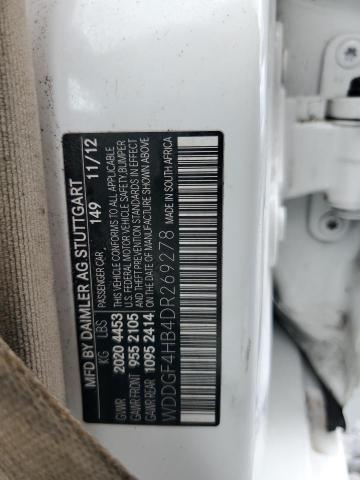 MFD BY DAIMLER AG STUTTGART
PASSENGER CAR 149 11/12
KG LBS THIS VEHICLE CONFORMS TO ALL APPLICABLE
U.S. FEDERAL MOTOR VEHICLE SAFETY, BUMPER
GVWR 2020 4453 AND THEFT PREVENTION STANDARDS IN EFFECT
GAWR FRONT 955 2105 ON THE DATE OF MANUFACTURE SHOWN ABOVE
GAWR REAR 1095 2414
WDDGF4HB4DR269278 MADE IN SOUTH AFRICA